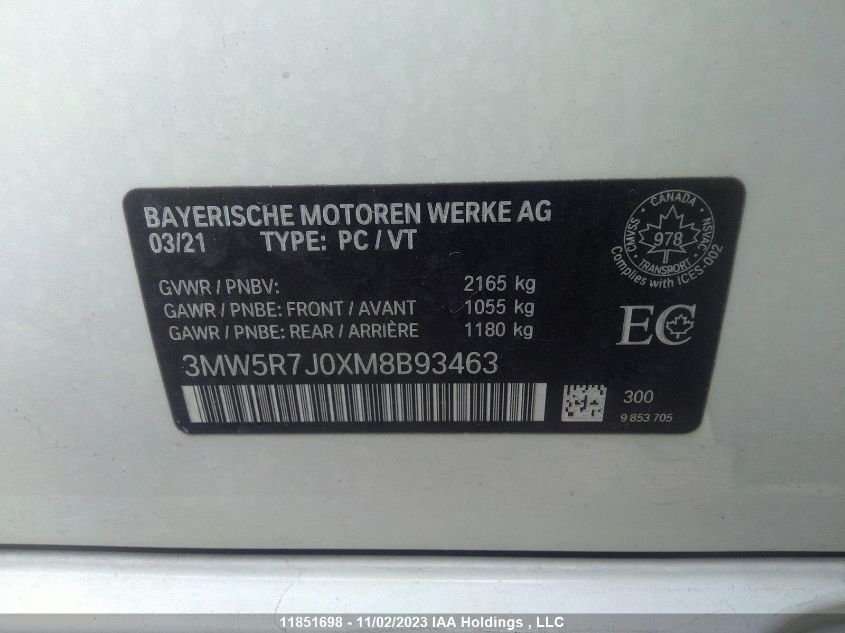 BAYERISCHE MOTOREN WERKE AG
03/21 TYPE: PC / VT
GVWR / PNBV: 2165 kg
GAWR / PNBE: FRONT / AVANT 1055 kg
GAWR / PNBE: REAR / ARRIÈRE 1180 kg
3MW5R7J0XM8B93463
CANADA
CMVSS 978 NSVAC
TRANSPORT
Complies with ICES-002
EC
300
9 853 705
11851698 - 11/02/2023 IAA Holdings , LLC